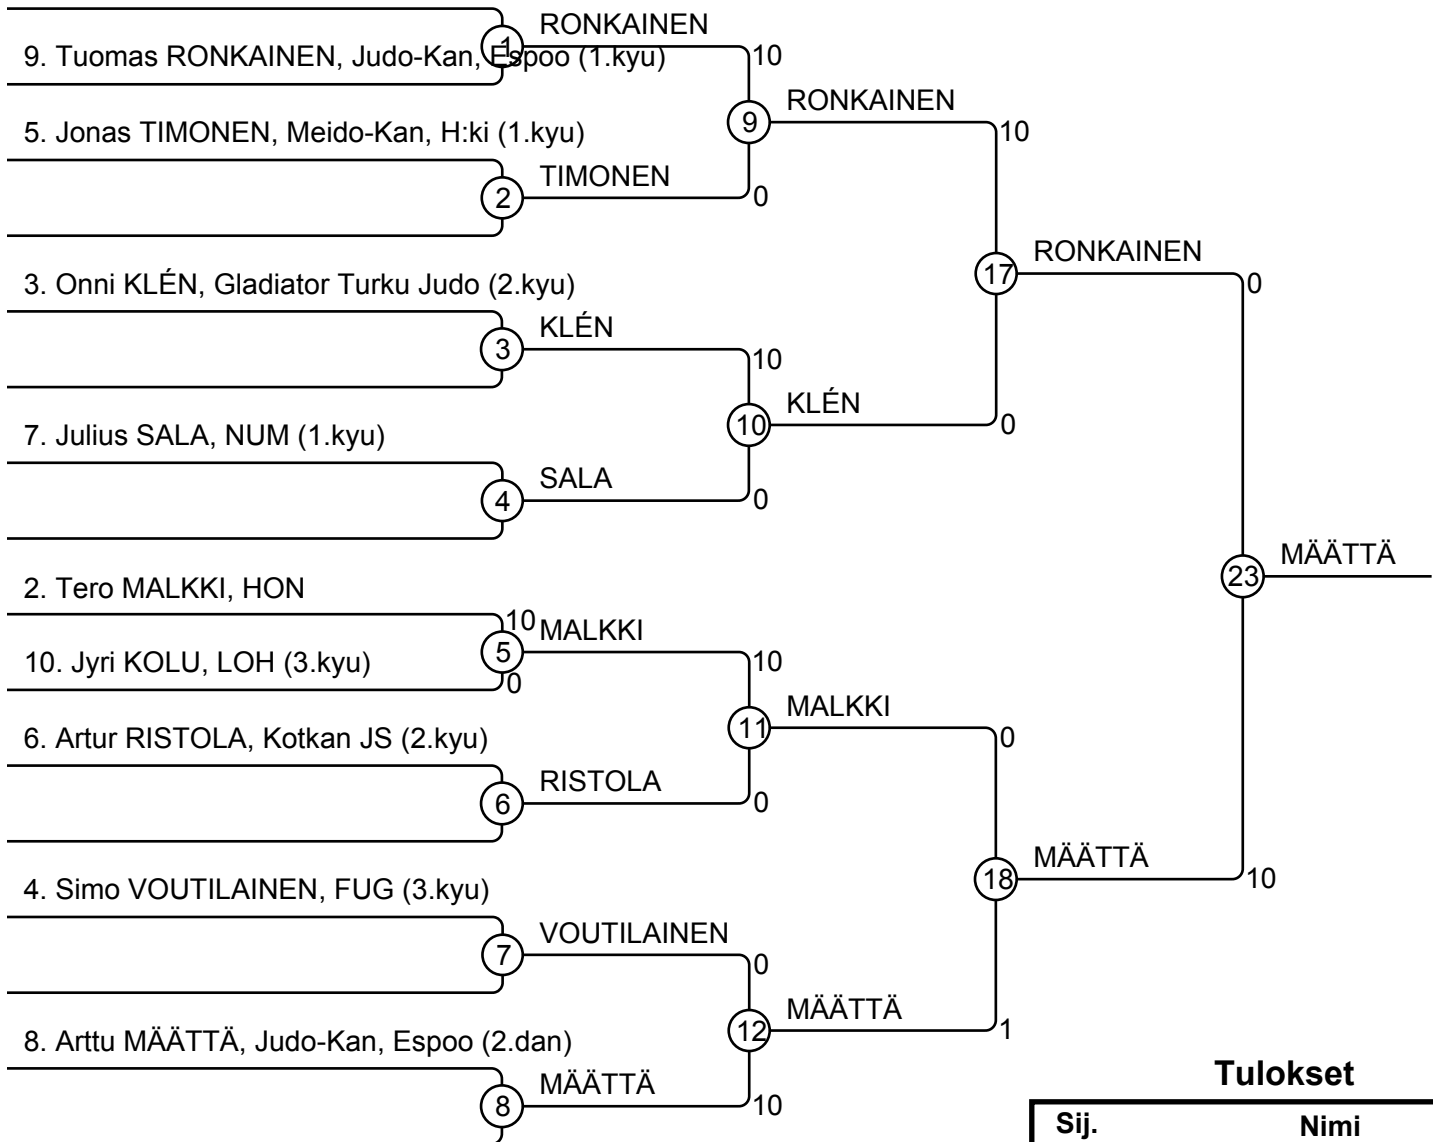 RONKAINEN
1
9. Tuomas RONKAINEN, Judo-Kan, Espoo (1.kyu)
10
RONKAINEN
9
5. Jonas TIMONEN, Meido-Kan, H:ki (1.kyu)
10
TIMONEN
2
0
RONKAINEN
17
3. Onni KLÉN, Gladiator Turku Judo (2.kyu)
0
KLÉN
3
10
KLÉN
10
0
7. Julius SALA, NUM (1.kyu)
SALA
4
0
MÄÄTTÄ
23
2. Tero MALKKI, HON
10
MALKKI
5
10. Jyri KOLU, LOH (3.kyu)
10
0
MALKKI
11
0
6. Artur RISTOLA, Kotkan JS (2.kyu)
RISTOLA
6
0
MÄÄTTÄ
18
10
4. Simo VOUTILAINEN, FUG (3.kyu)
VOUTILAINEN
7
0
MÄÄTTÄ
12
1
8. Arttu MÄÄTTÄ, Judo-Kan, Espoo (2.dan)
MÄÄTTÄ
8
10
Tulokset
Sij. Nimi